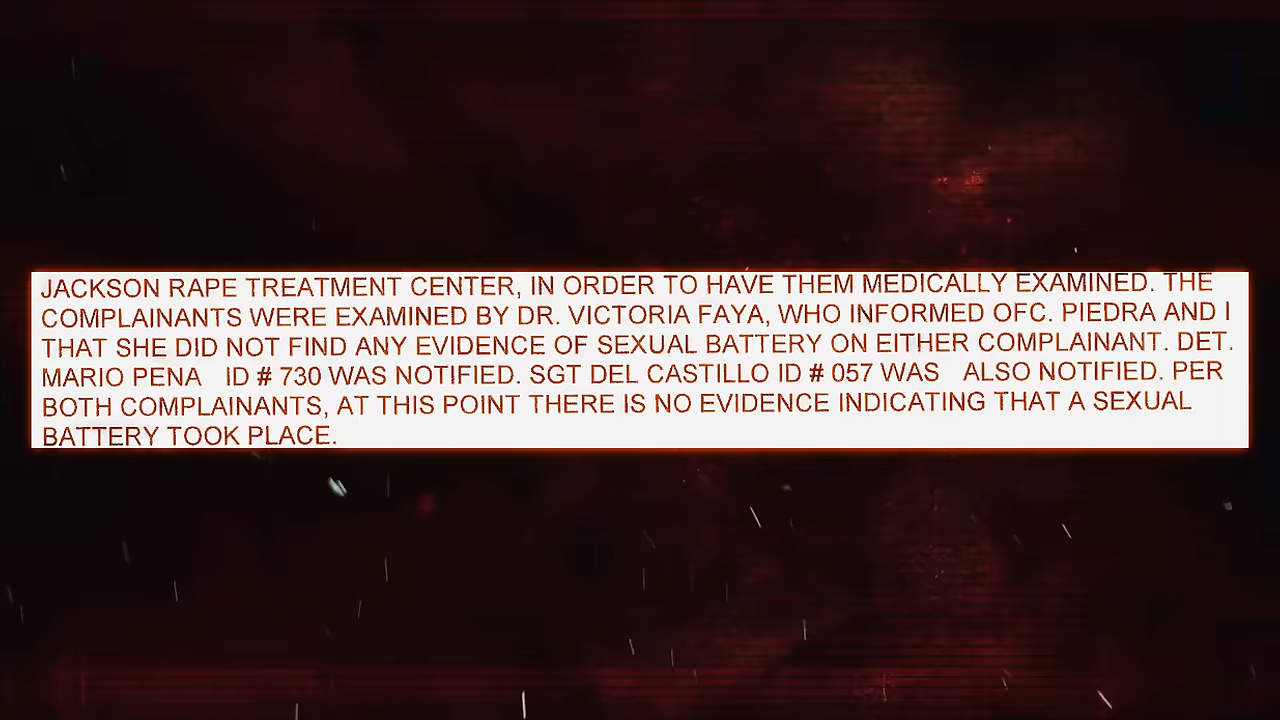 JACKSON RAPE TREATMENT CENTER, IN ORDER TO HAVE THEM MEDICALLY EXAMINED. THE
COMPLAINANTS WERE EXAMINED BY DR. VICTORIA FAYA, WHO INFORMED OFC. PIEDRA AND I
THAT SHE DID NOT FIND ANY EVIDENCE OF SEXUAL BATTERY ON EITHER COMPLAINANT. DET.
MARIO PENA ID # 730 WAS NOTIFIED. SGT DEL CASTILLO ID # 057 WAS ALSO NOTIFIED. PER
BOTH COMPLAINANTS, AT THIS POINT THERE IS NO EVIDENCE INDICATING THAT A SEXUAL
BATTERY TOOK PLACE.